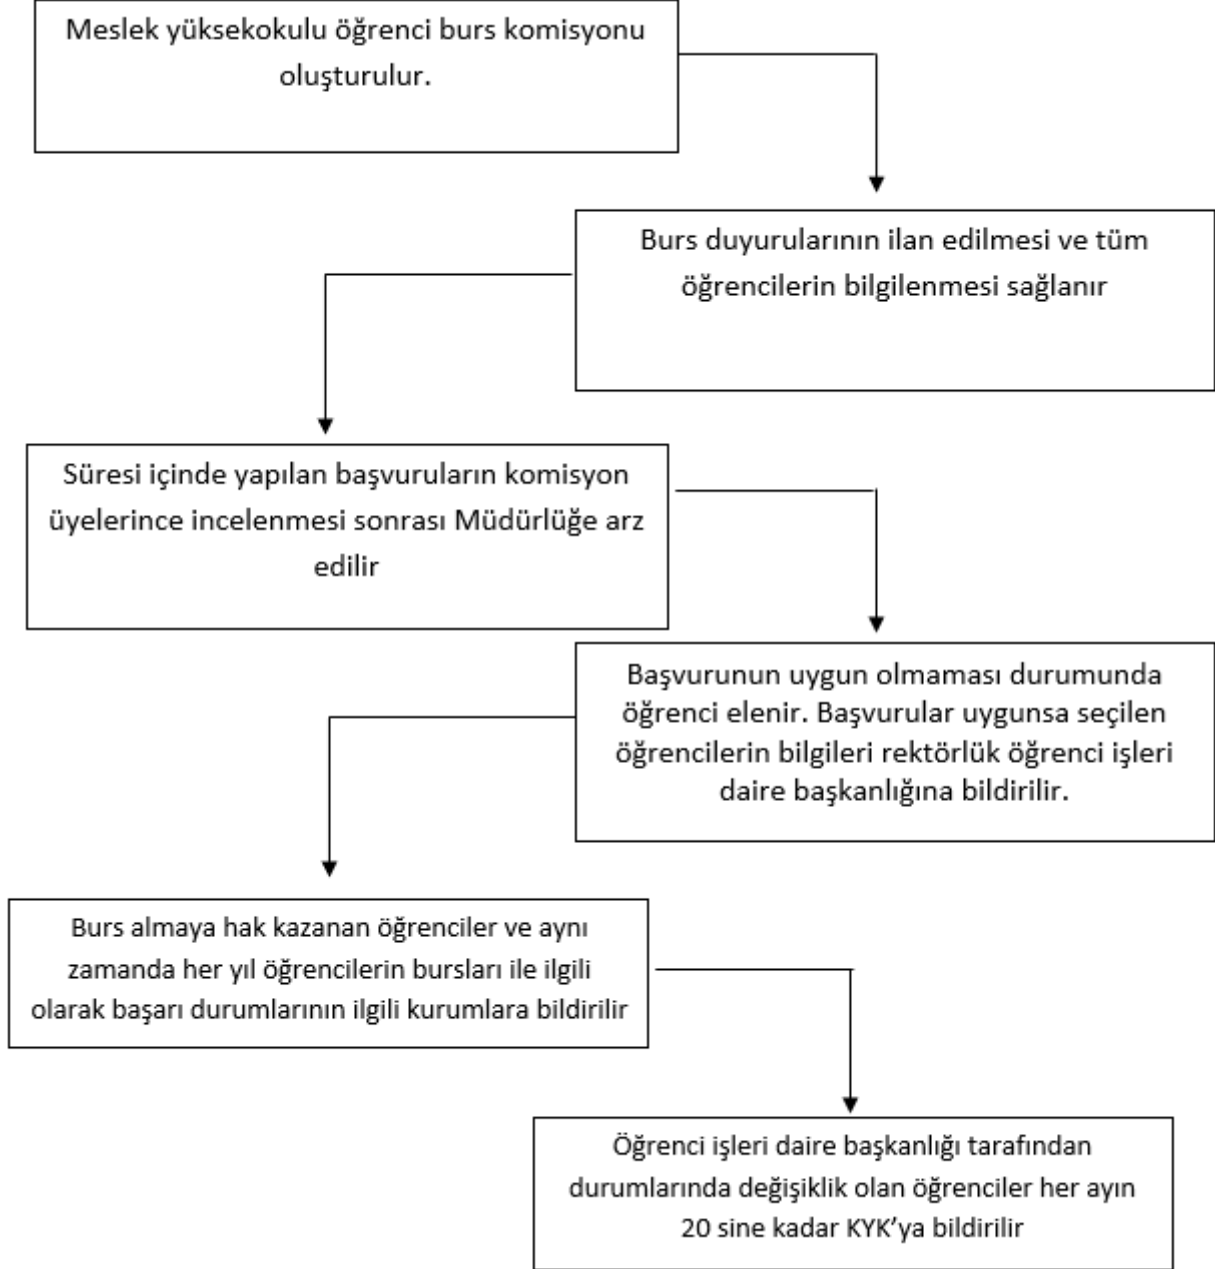 Meslek yüksekokulu öğrenci burs komisyonu
oluşturulur.
Burs duyurularının ilan edilmesi ve tüm
öğrencilerin bilgilenmesi sağlanır
Süresi içinde yapılan başvuruların komisyon
üyelerince incelenmesi sonrası Müdürlüğe arz
edilir
Başvurunun uygun olmaması durumunda
öğrenci elenir. Başvurular uygunsa seçilen
öğrencilerin bilgileri rektörlük öğrenci işleri
daire başkanlığına bildirilir.
Burs almaya hak kazanan öğrenciler ve aynı
zamanda her yıl öğrencilerin bursları ile ilgili
olarak başarı durumlarının ilgili kurumlara bildirilir
Öğrenci işleri daire başkanlığı tarafından
durumlarında değişiklik olan öğrenciler her ayın
20 sine kadar KYK’ya bildirilir